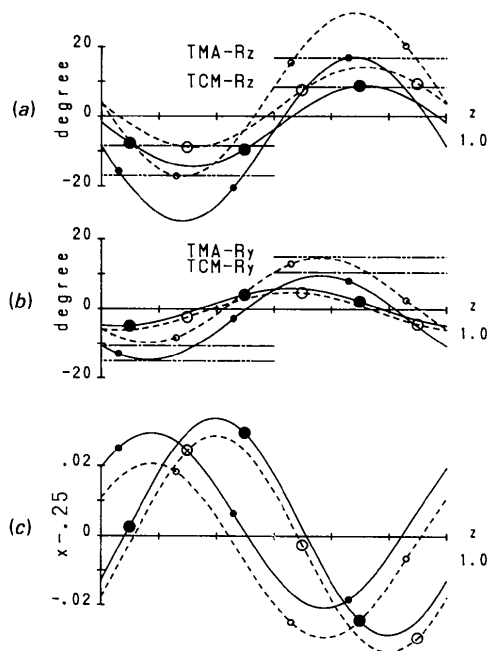 20
TMA-Rz
TCM-Rz
(a)
degree
0
z
1.0
-20
20
TMA-Ry
TCM-Ry
(b)
degree
0
z
1.0
-20
.02
(c)
x-.25
0
z
1.0
-.02